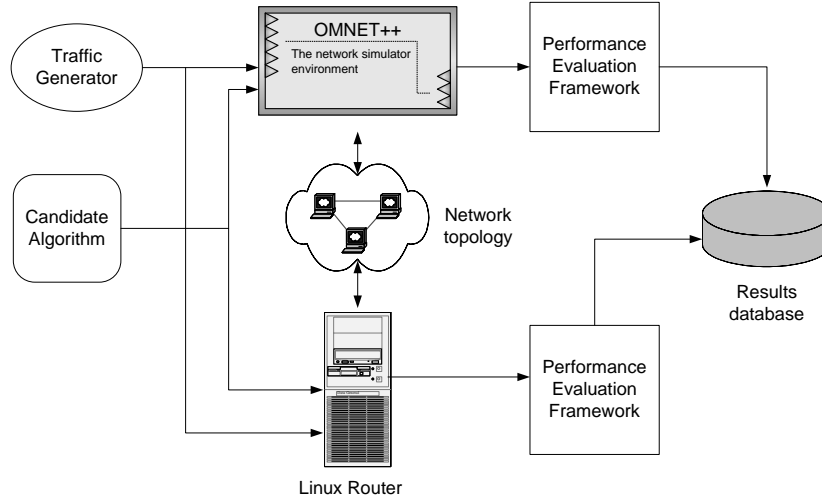 Traffic
Generator
OMNET++
The network simulator
environment
Performance
Evaluation
Framework
Candidate
Algorithm
Network
topology
Results
database
Performance
Evaluation
Framework
Linux Router